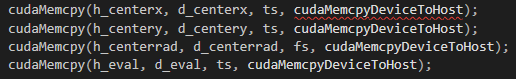 cudaMemcpy(h_centerx, d_centerx, ts, cudaMemcpyDeviceToHost);
cudaMemcpy(h_centery, d_centery, ts, cudaMemcpyDeviceToHost);
cudaMemcpy(h_centerrad, d_centerrad, fs, cudaMemcpyDeviceToHost);
cudaMemcpy(h_eval, d_eval, ts, cudaMemcpyDeviceToHost);